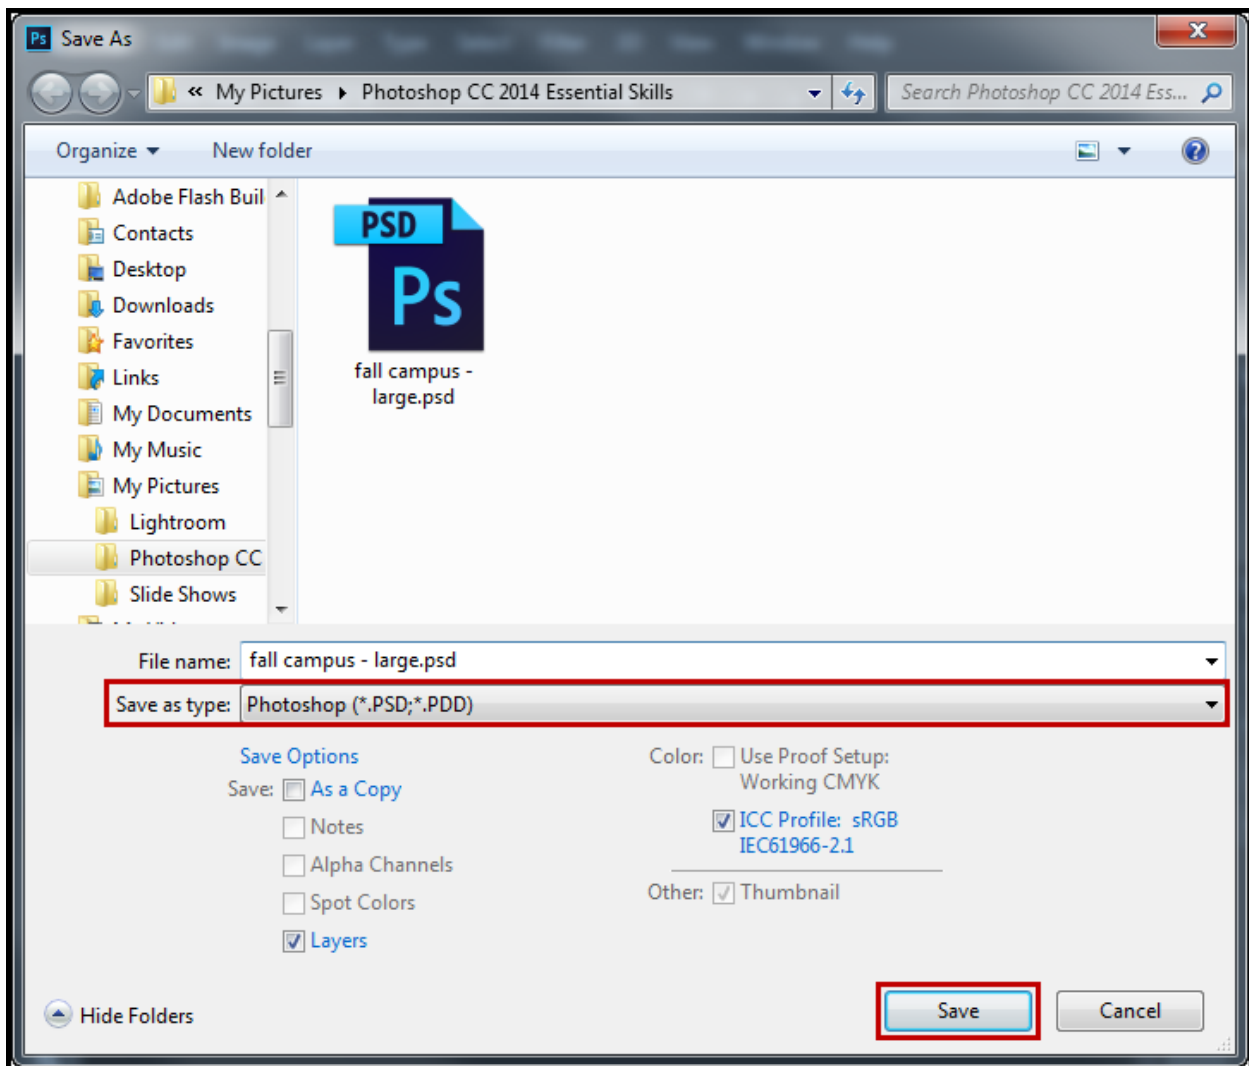 Ps Save As
« My Pictures Photoshop CC 2014 Essential Skills Search Photoshop CC 2014 Ess...
Organize New folder
Adobe Flash Buil
Contacts
Desktop
Downloads
Favorites
Links
My Documents
My Music
My Pictures
Lightroom
Photoshop CC
Slide Shows
PSD
Ps
fall campus -
large.psd
File name: fall campus - large.psd
Save as type: Photoshop (*.PSD;*.PDD)
Save Options
Save: As a Copy
Notes
Alpha Channels
Spot Colors
Layers
Color: Use Proof Setup:
Working CMYK
ICC Profile: sRGB
IEC61966-2.1
Other: Thumbnail
Hide Folders
Save Cancel